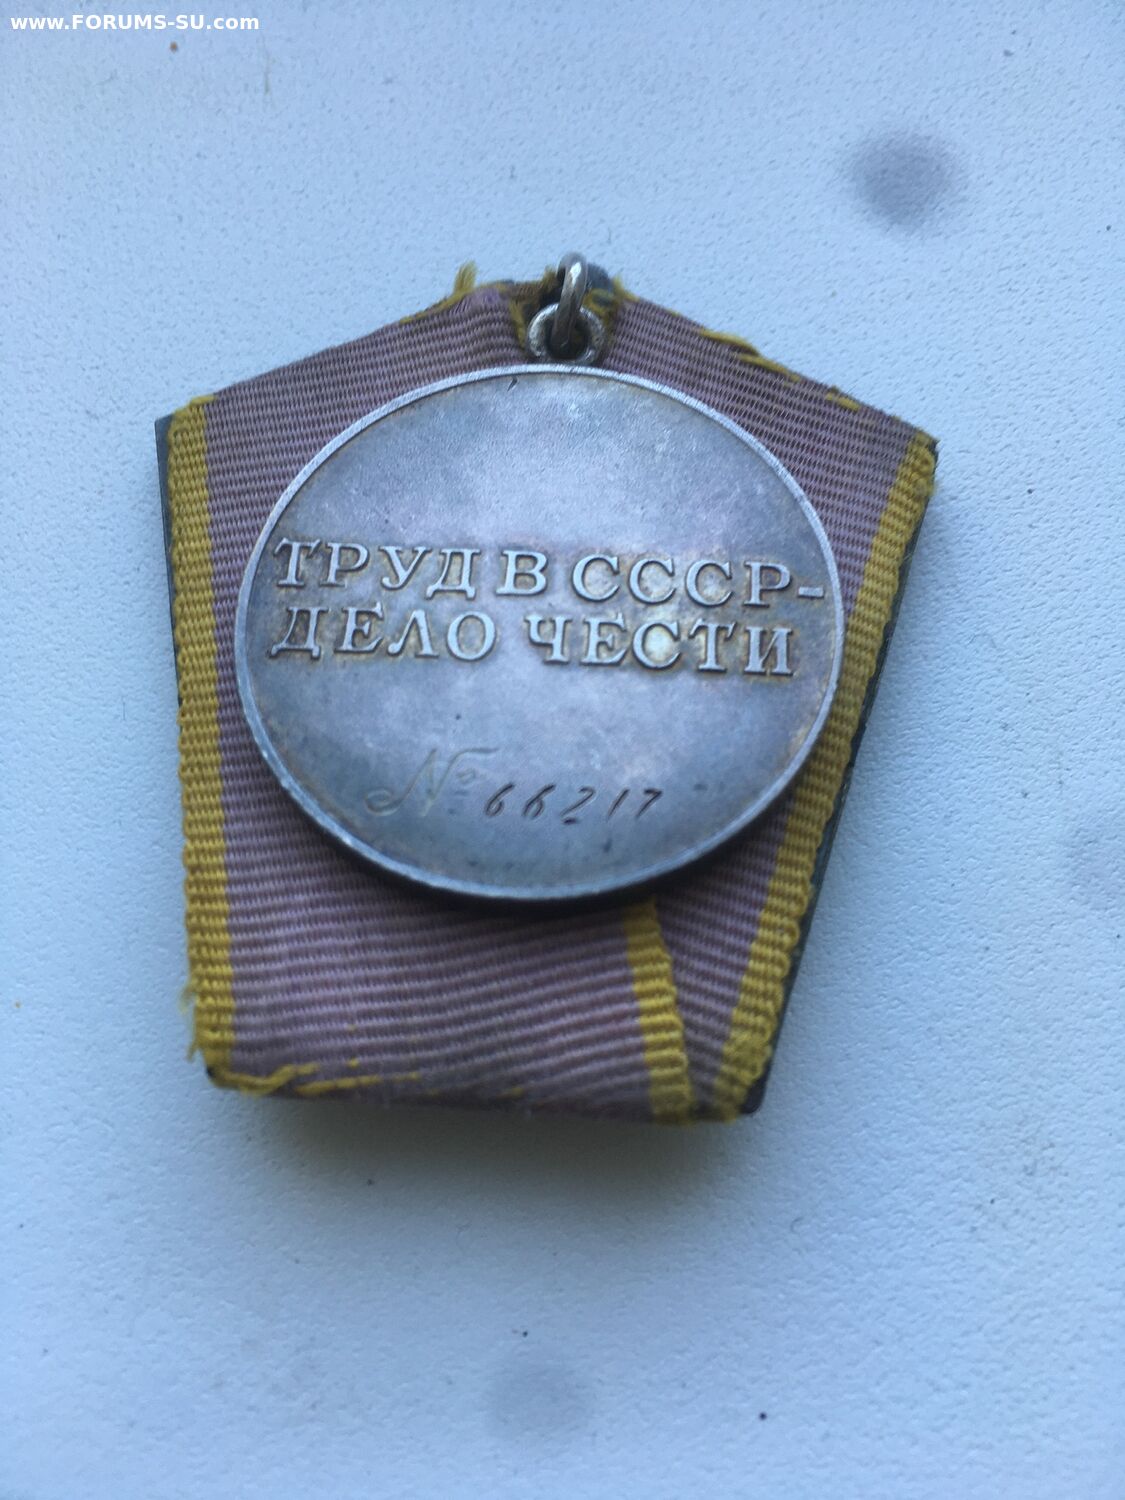 www.FORUMS-SU.com
ТРУД В СССР-
ДЕЛО ЧЕСТИ
№ 66217